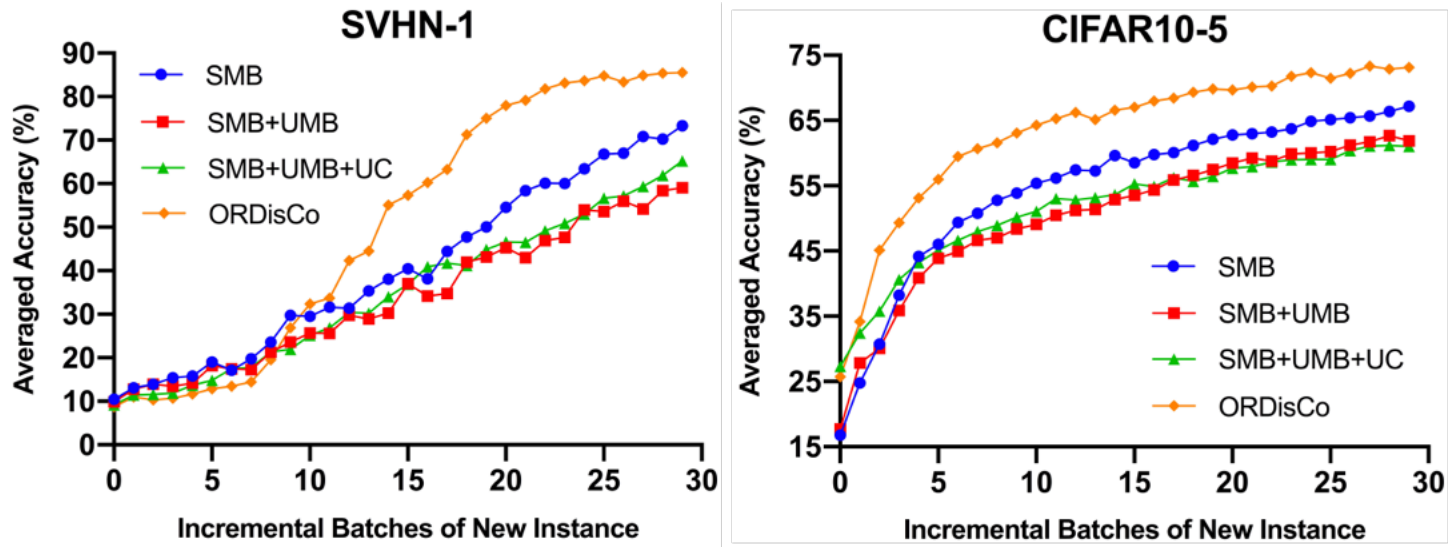 SVHN-1
Averaged Accuracy (%)
90
80
70
60
50
40
30
20
10
0
SMB
SMB+UMB
SMB+UMB+UC
ORDisCo
0 5 10 15 20 25 30
Incremental Batches of New Instance
CIFAR10-5
Averaged Accuracy (%)
75
65
55
45
35
25
15
SMB
SMB+UMB
SMB+UMB+UC
ORDisCo
0 5 10 15 20 25 30
Incremental Batches of New Instance